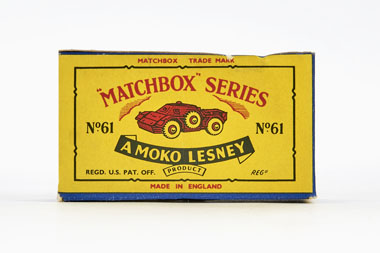 MATCHBOX TRADE MARK
"MATCHBOX" SERIES
No61 No61
A MOKO LESNEY
PRODUCT
REGD. U.S. PAT. OFF. REGD
MADE IN ENGLAND